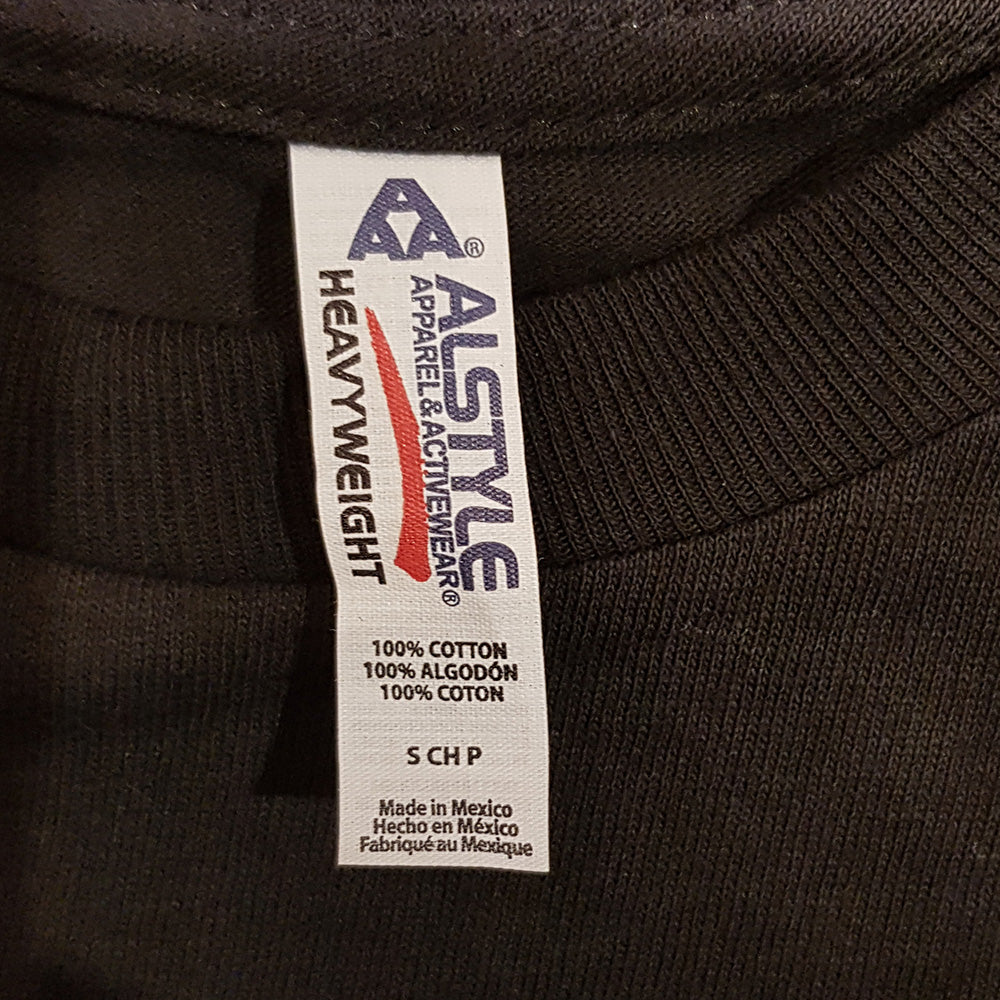 AAA®
ALSTYLE
APPAREL & ACTIVEWEAR®
HEAVYWEIGHT
100% COTTON
100% ALGODÓN
100% COTON
S CH P
Made in Mexico
Hecho en México
Fabriqué au Mexique